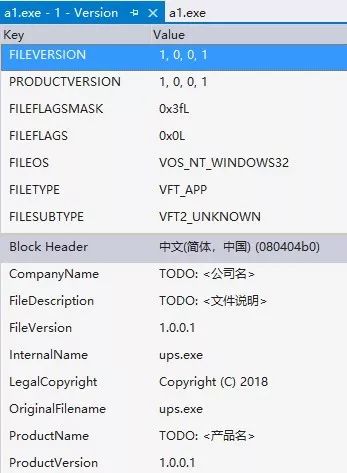 a1.exe - 1 - Version a1.exe
Key Value
FILEVERSION 1, 0, 0, 1
PRODUCTVERSION 1, 0, 0, 1
FILEFLAGSMASK 0x3fL
FILEFLAGS 0x0L
FILEOS VOS_NT_WINDOWS32
FILETYPE VFT_APP
FILESUBTYPE VFT2_UNKNOWN
Block Header 中文(简体，中国) (080404b0)
CompanyName TODO: <公司名>
FileDescription TODO: <文件说明>
FileVersion 1.0.0.1
InternalName ups.exe
LegalCopyright Copyright (C) 2018
OriginalFilename ups.exe
ProductName TODO: <产品名>
ProductVersion 1.0.0.1